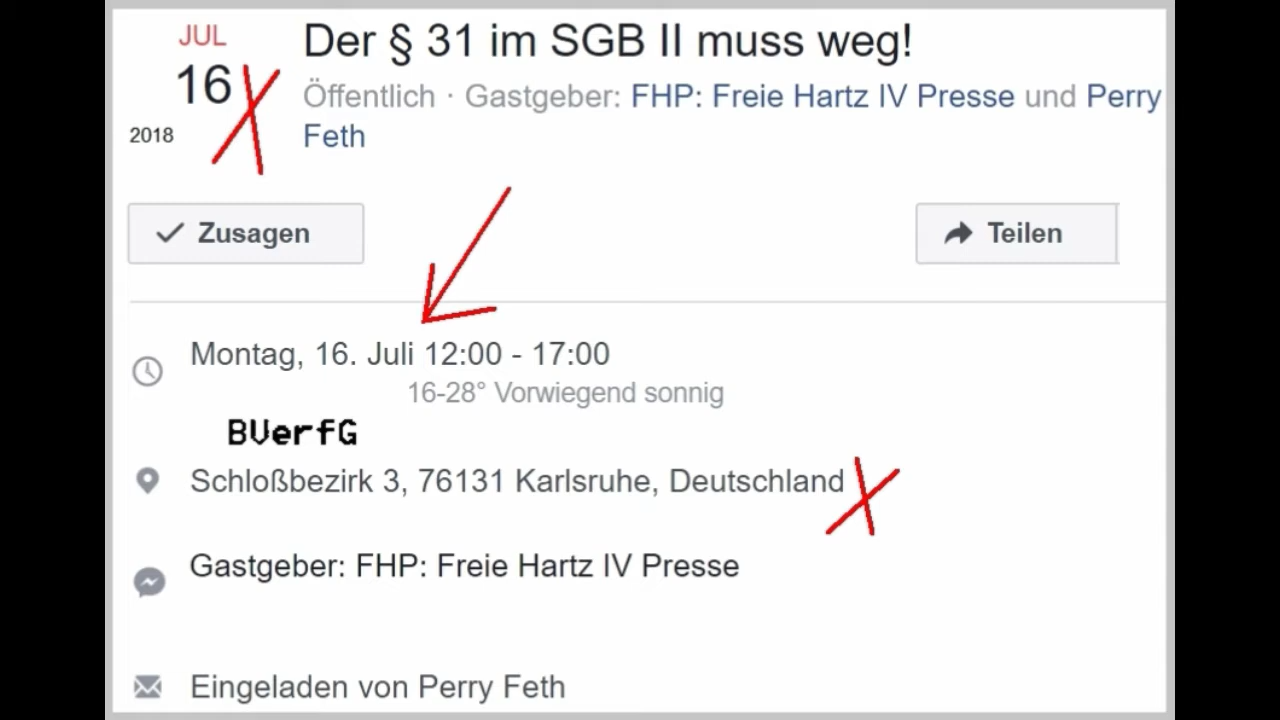 JUL
16
2018
Der § 31 im SGB II muss weg!
Öffentlich · Gastgeber: FHP: Freie Hartz IV Presse und Perry
Feth
Zusagen
Teilen
Montag, 16. Juli 12:00 - 17:00
16-28° Vorwiegend sonnig
BVerfG
Schloßbezirk 3, 76131 Karlsruhe, Deutschland
Gastgeber: FHP: Freie Hartz IV Presse
Eingeladen von Perry Feth